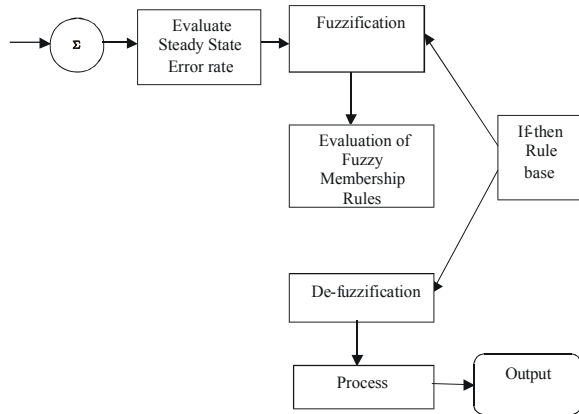 Σ
Evaluate
Steady State
Error rate
Fuzzification
Evaluation of
Fuzzy
Membership
Rules
If-then
Rule
base
De-fuzzification
Process
Output